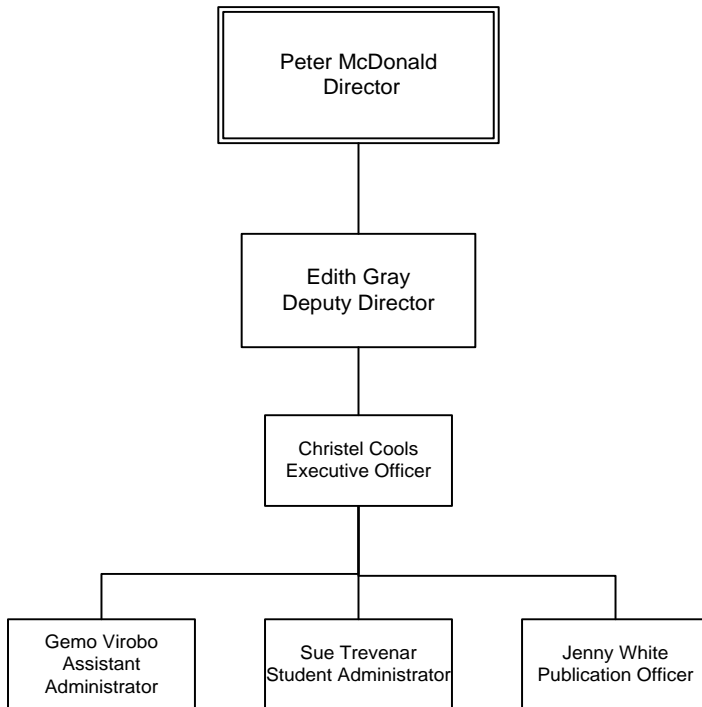 Peter McDonald
Director
Edith Gray
Deputy Director
Christel Cools
Executive Officer
Gemo Virobo
Assistant
Administrator
Sue Trevenar
Student Administrator
Jenny White
Publication Officer